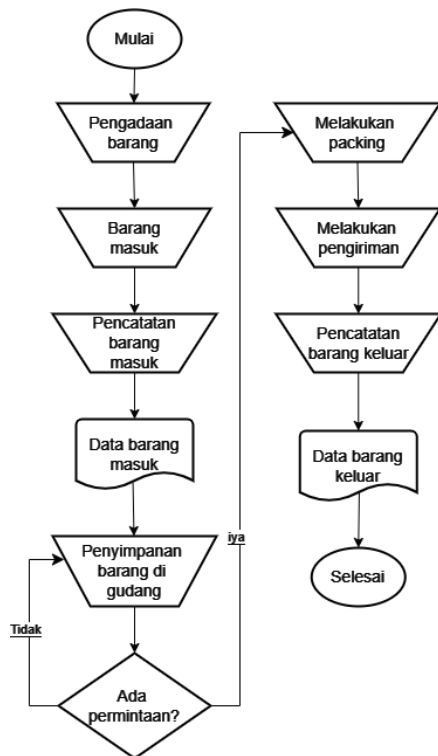 Mulai
Pengadaan
barang
Barang
masuk
Pencatatan
barang
masuk
Data barang
masuk
Penyimpanan
barang di
gudang
Tidak
Ada
permintaan?
iya
Melakukan
packing
Melakukan
pengiriman
Pencatatan
barang keluar
Data barang
keluar
Selesai